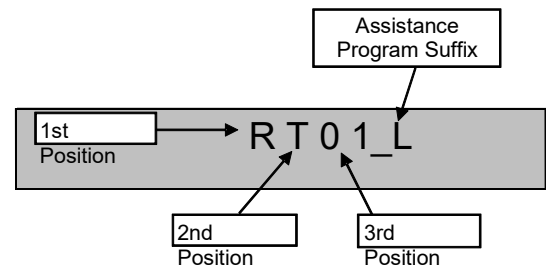 Assistance
Program Suffix
R T 0 1_L
1st
Position
2nd
Position
3rd
Position